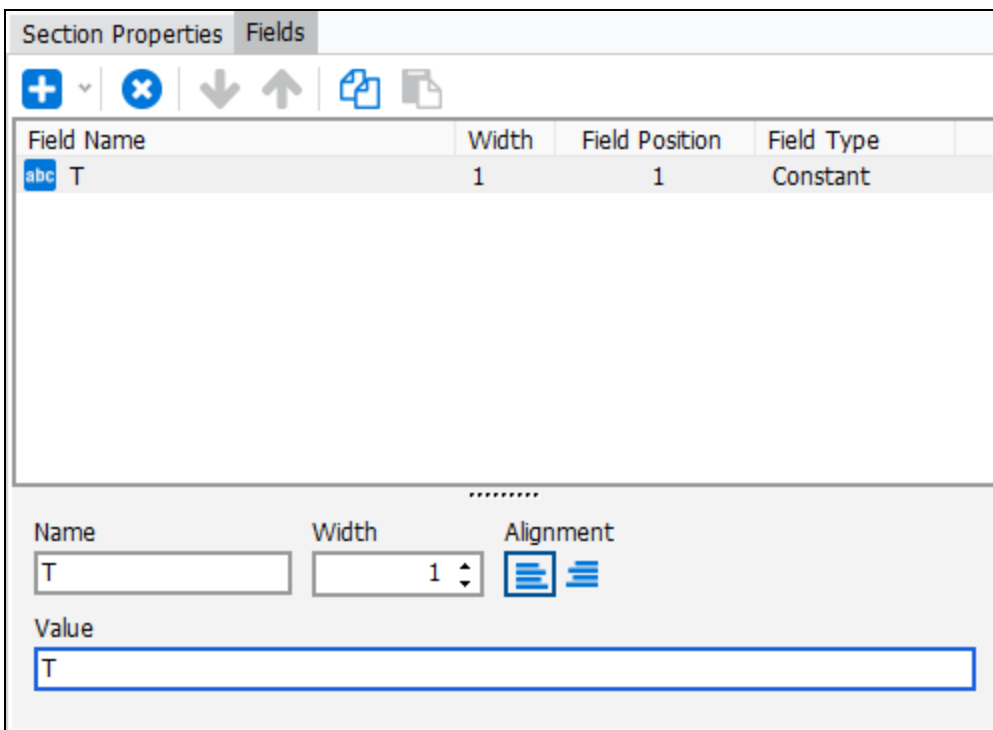 Section Properties Fields
Field Name Width Field Position Field Type
abc T 1 1 Constant
Name Width Alignment
T 1
Value
T